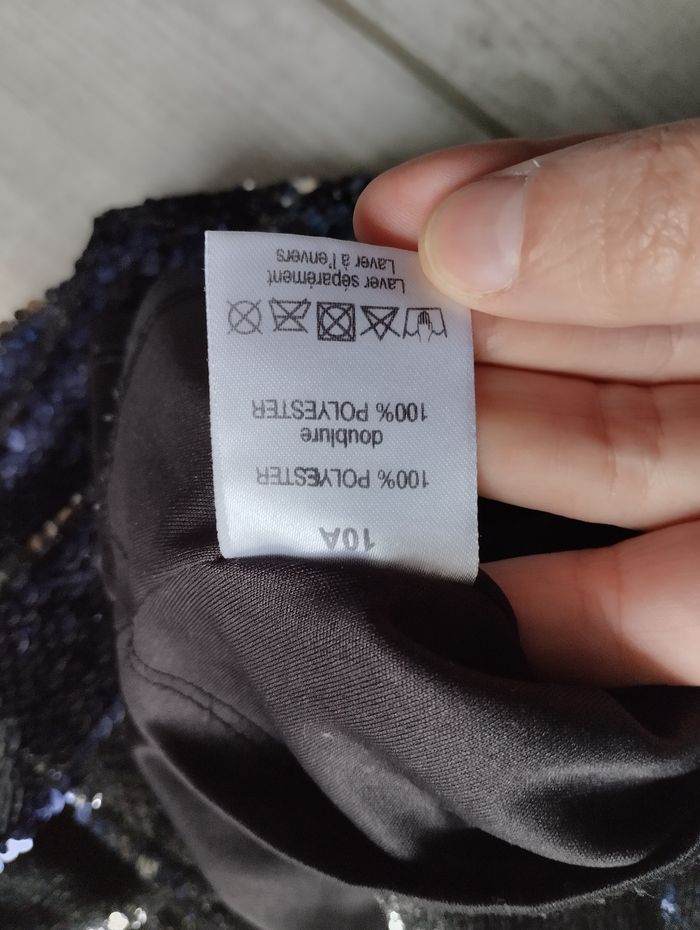 10A
100% POLYESTER
doublure
100% POLYESTER
Laver séparément
Laver à l'envers